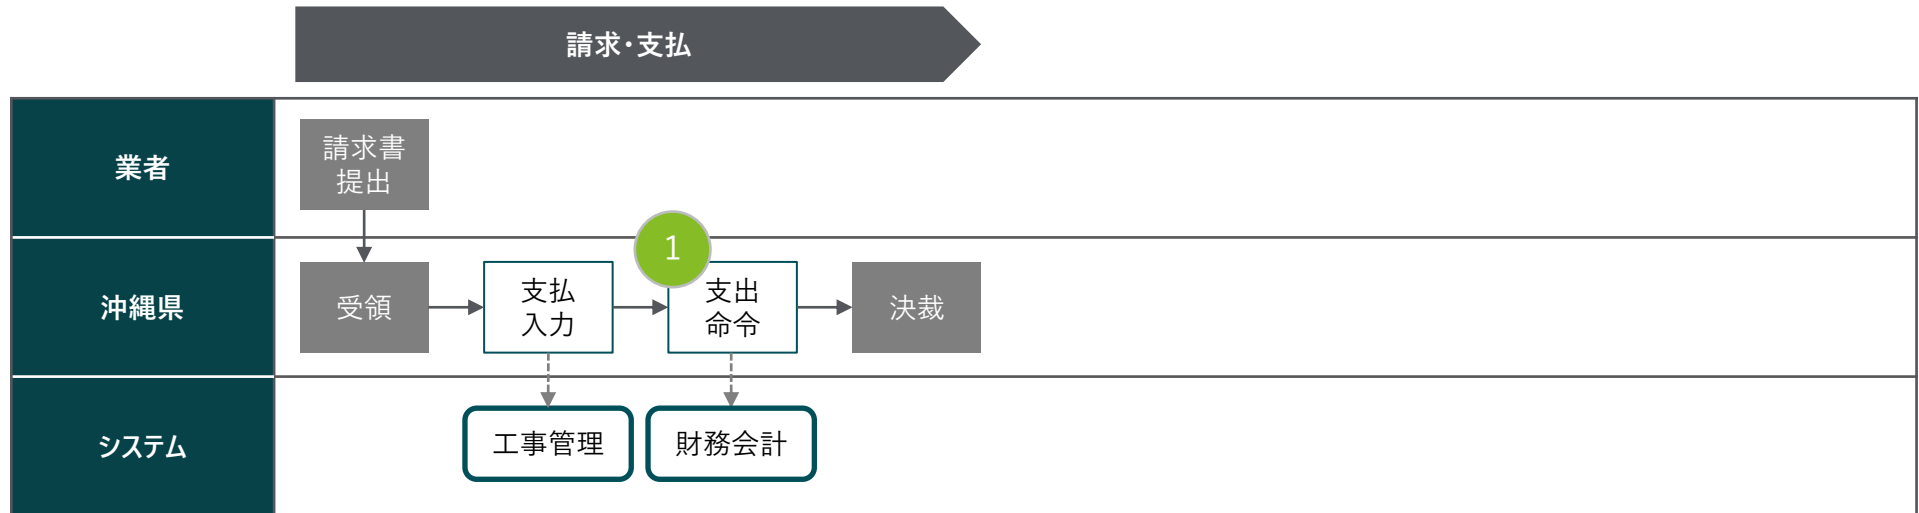 請求・支払
業者
請求書
提出
1
沖縄県
受領
支払
入力
支出
命令
決裁
システム
工事管理
財務会計